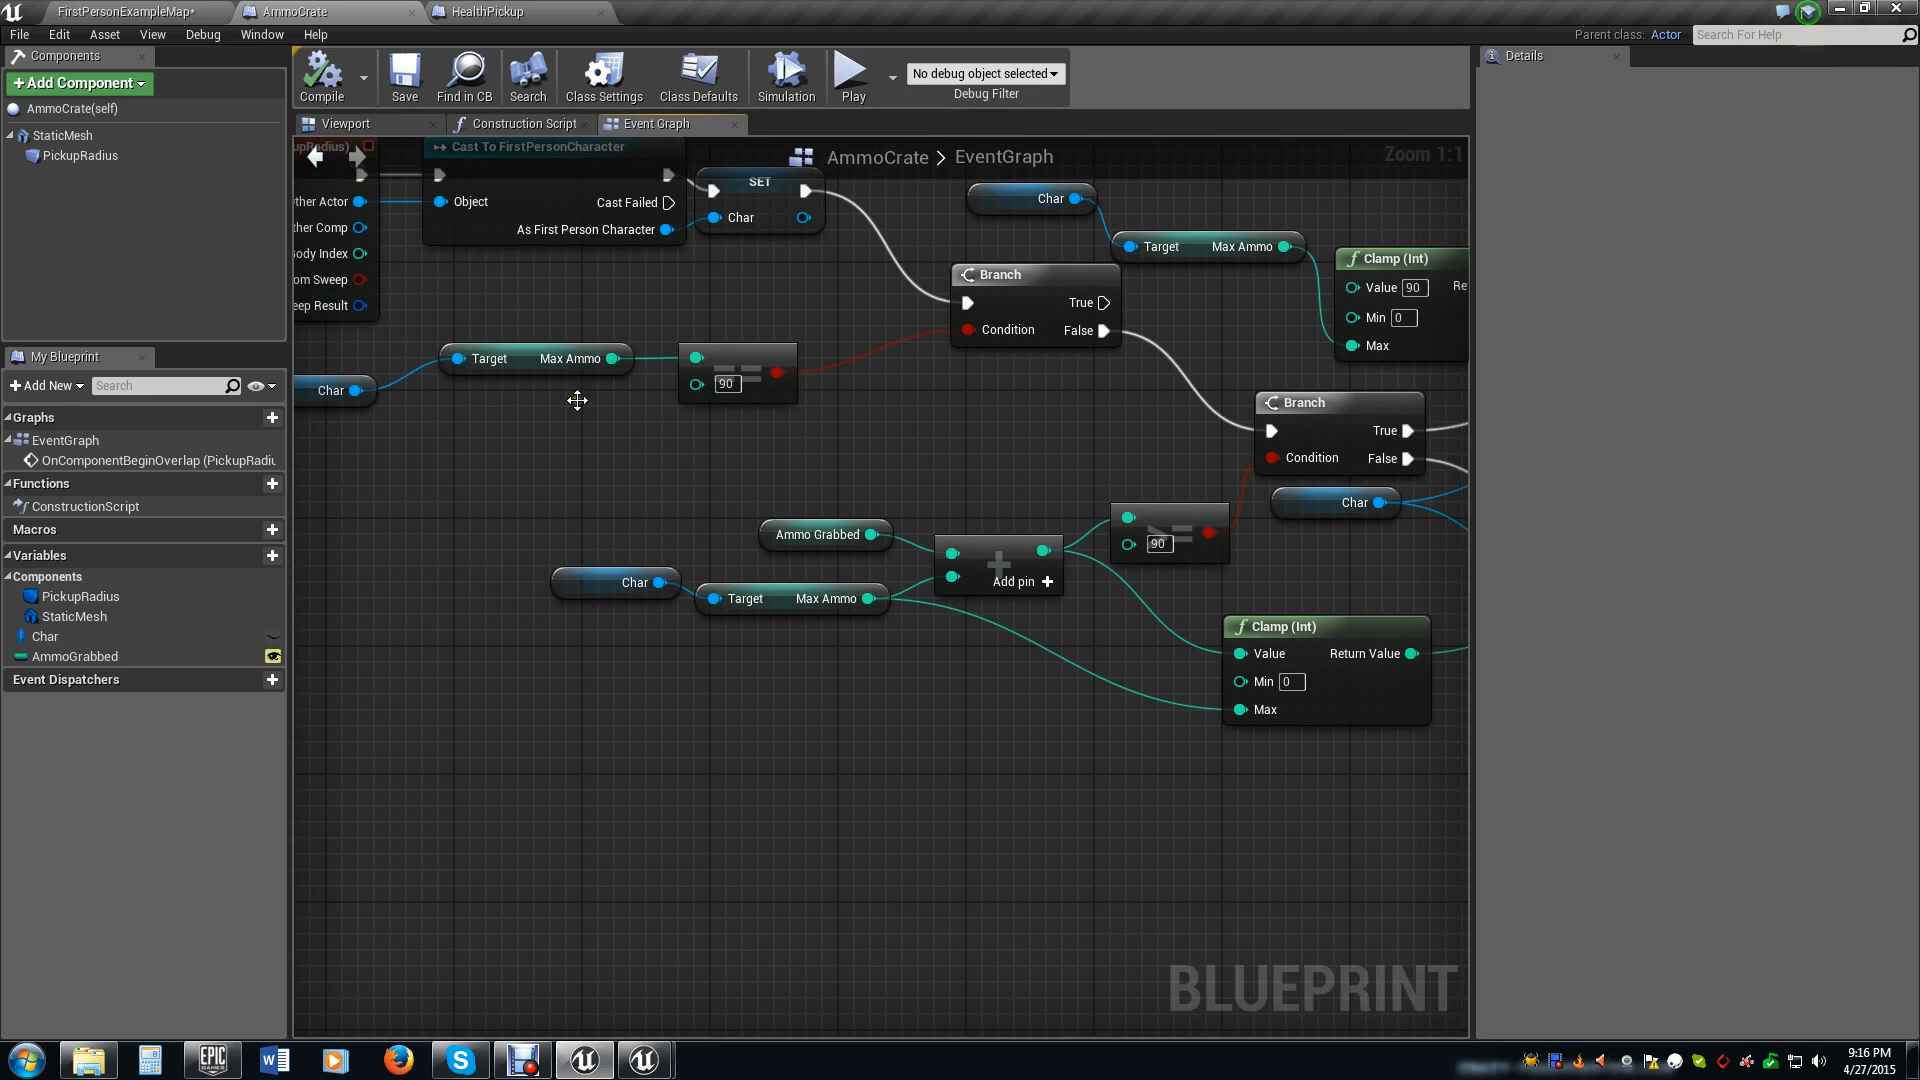 FirstPersonExampleMap*
AmmoCrate
HealthPickup
File Edit Asset View Debug Window Help
Parent class: Actor
Search For Help
Components
+Add Component
AmmoCrate(self)
StaticMesh
PickupRadius
My Blueprint
Add New
Search
Graphs
EventGraph
OnComponentBeginOverlap (PickupRadiu
Functions
ConstructionScript
Macros
Variables
Components
PickupRadius
StaticMesh
Char
AmmoGrabbed
Event Dispatchers
Compile
Save
Find in CB
Search
Class Settings
Class Defaults
Simulation
Play
No debug object selected
Debug Filter
Viewport
Construction Script
Event Graph
AmmoCrate > EventGraph
Zoom 1:1
upRadius)
ther Actor
ther Comp
ody Index
om Sweep
eep Result
Cast To FirstPersonCharacter
Object
Cast Failed
As First Person Character
SET
Char
Char
Target Max Ammo
Clamp (Int)
Value 90 Re
Min 0
Max
Branch
True
Condition False
Char
Target Max Ammo
==
90
Branch
True
Condition False
Char
Ammo Grabbed
Char
Target Max Ammo
+
Add pin +
>=
90
Clamp (Int)
Value Return Value
Min 0
Max
BLUEPRINT
Details
EPIC
GAMES
9:16 PM
4/27/2015